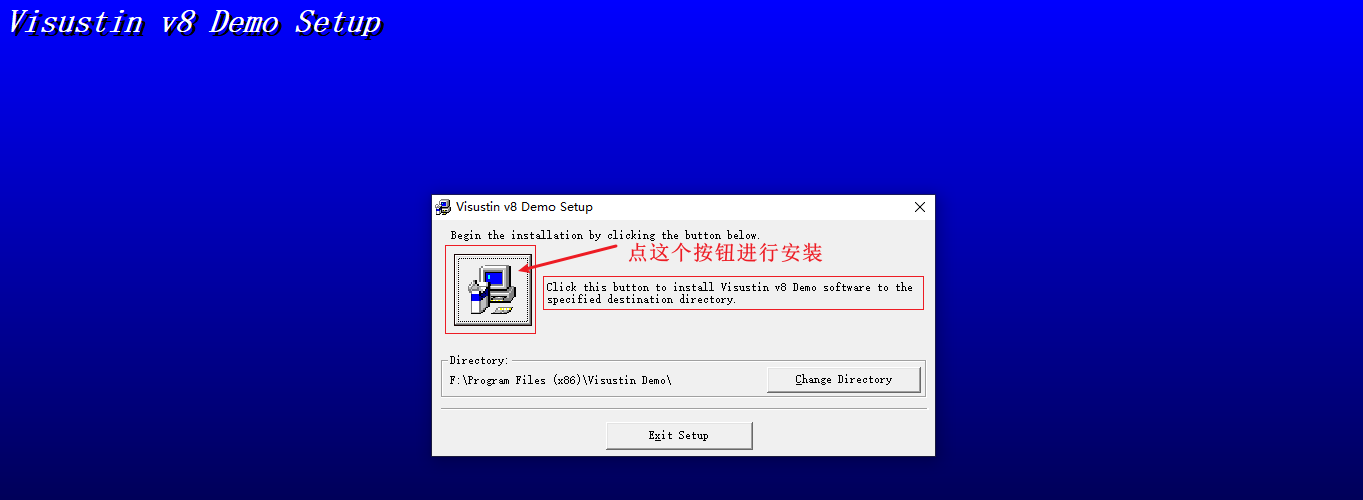 Visustin v8 Demo Setup
Visustin v8 Demo Setup
Begin the installation by clicking the button below.
点这个按钮进行安装
Click this button to install Visustin v8 Demo software to the
specified destination directory.
Directory:
F:\Program Files (x86)\Visustin Demo\
Change Directory
Exit Setup